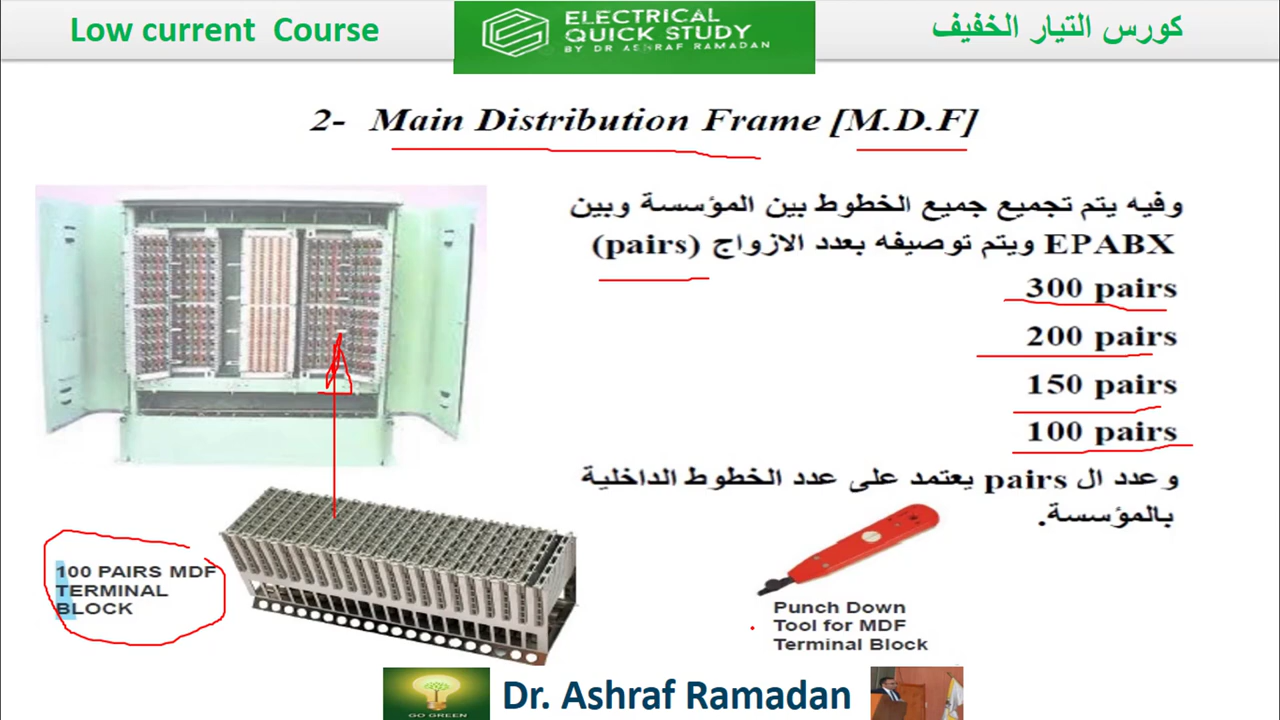 Low current Course
ELECTRICAL
QUICK STUDY
BY DR ASHRAF RAMADAN
كورس التيار الخفيف
2- Main Distribution Frame [M.D.F]
وفيه يتم تجميع جميع الخطوط بين المؤسسة وبين
EPABX ويتم توصيفه بعدد الازواج (pairs)
300 pairs
200 pairs
150 pairs
100 pairs
وعدد ال pairs يعتمد على عدد الخطوط الداخلية
بالمؤسسة.
100 PAIRS MDF
TERMINAL
BLOCK
Punch Down
Tool for MDF
Terminal Block
GO GREEN
Dr. Ashraf Ramadan